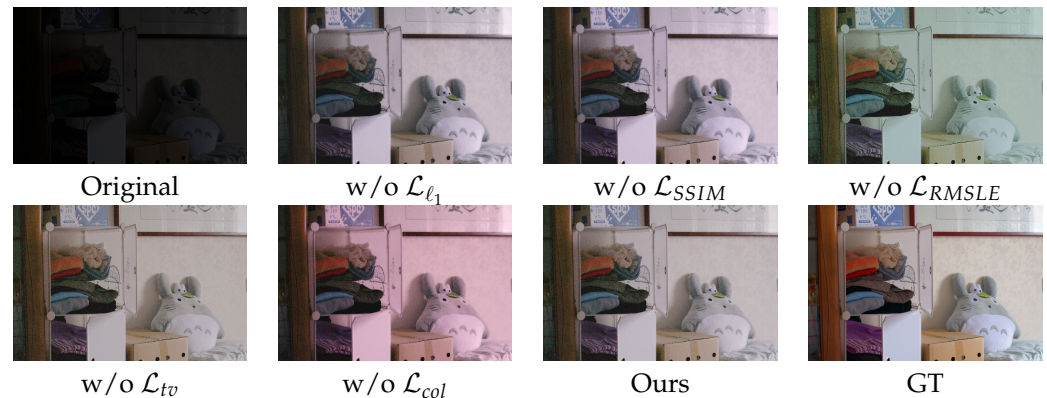 Original
w/o ℒ_ℓ₁
w/o ℒ_SSIM
w/o ℒ_RMSLE
w/o ℒ_tv
w/o ℒ_col
Ours
GT